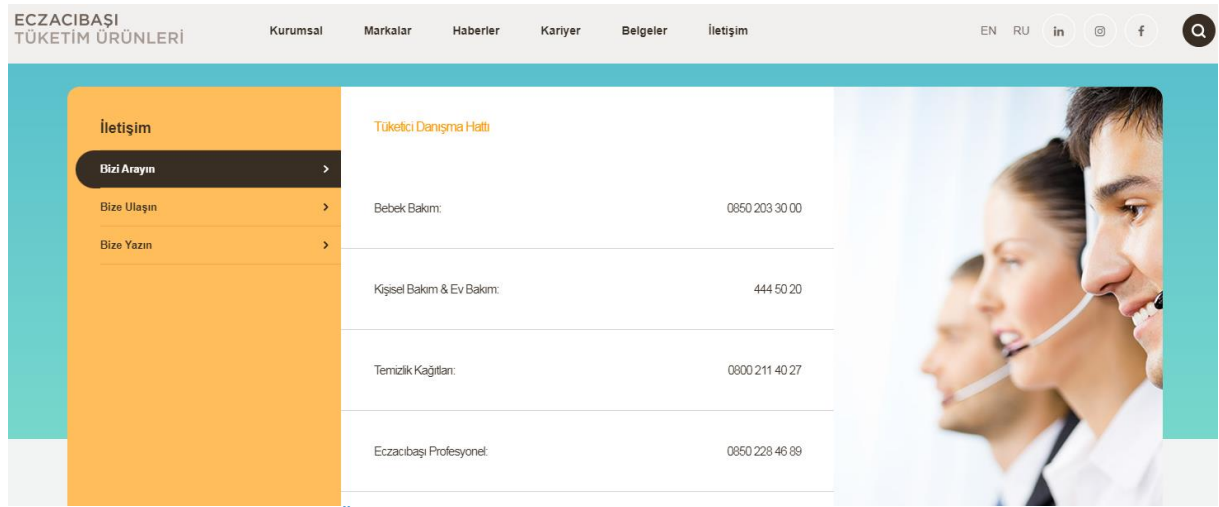 ECZACIBAŞI
TÜKETİM ÜRÜNLERİ
Kurumsal Markalar Haberler Kariyer Belgeler İletişim
EN RU in f
İletişim
Bizi Arayın
Bize Ulaşın
Bize Yazın
Tüketici Danışma Hattı
Bebek Bakım: 0850 203 30 00
Kişisel Bakım & Ev Bakım: 444 50 20
Temizlik Kağıtları: 0800 211 40 27
Eczacıbaşı Profesyonel: 0850 228 46 89